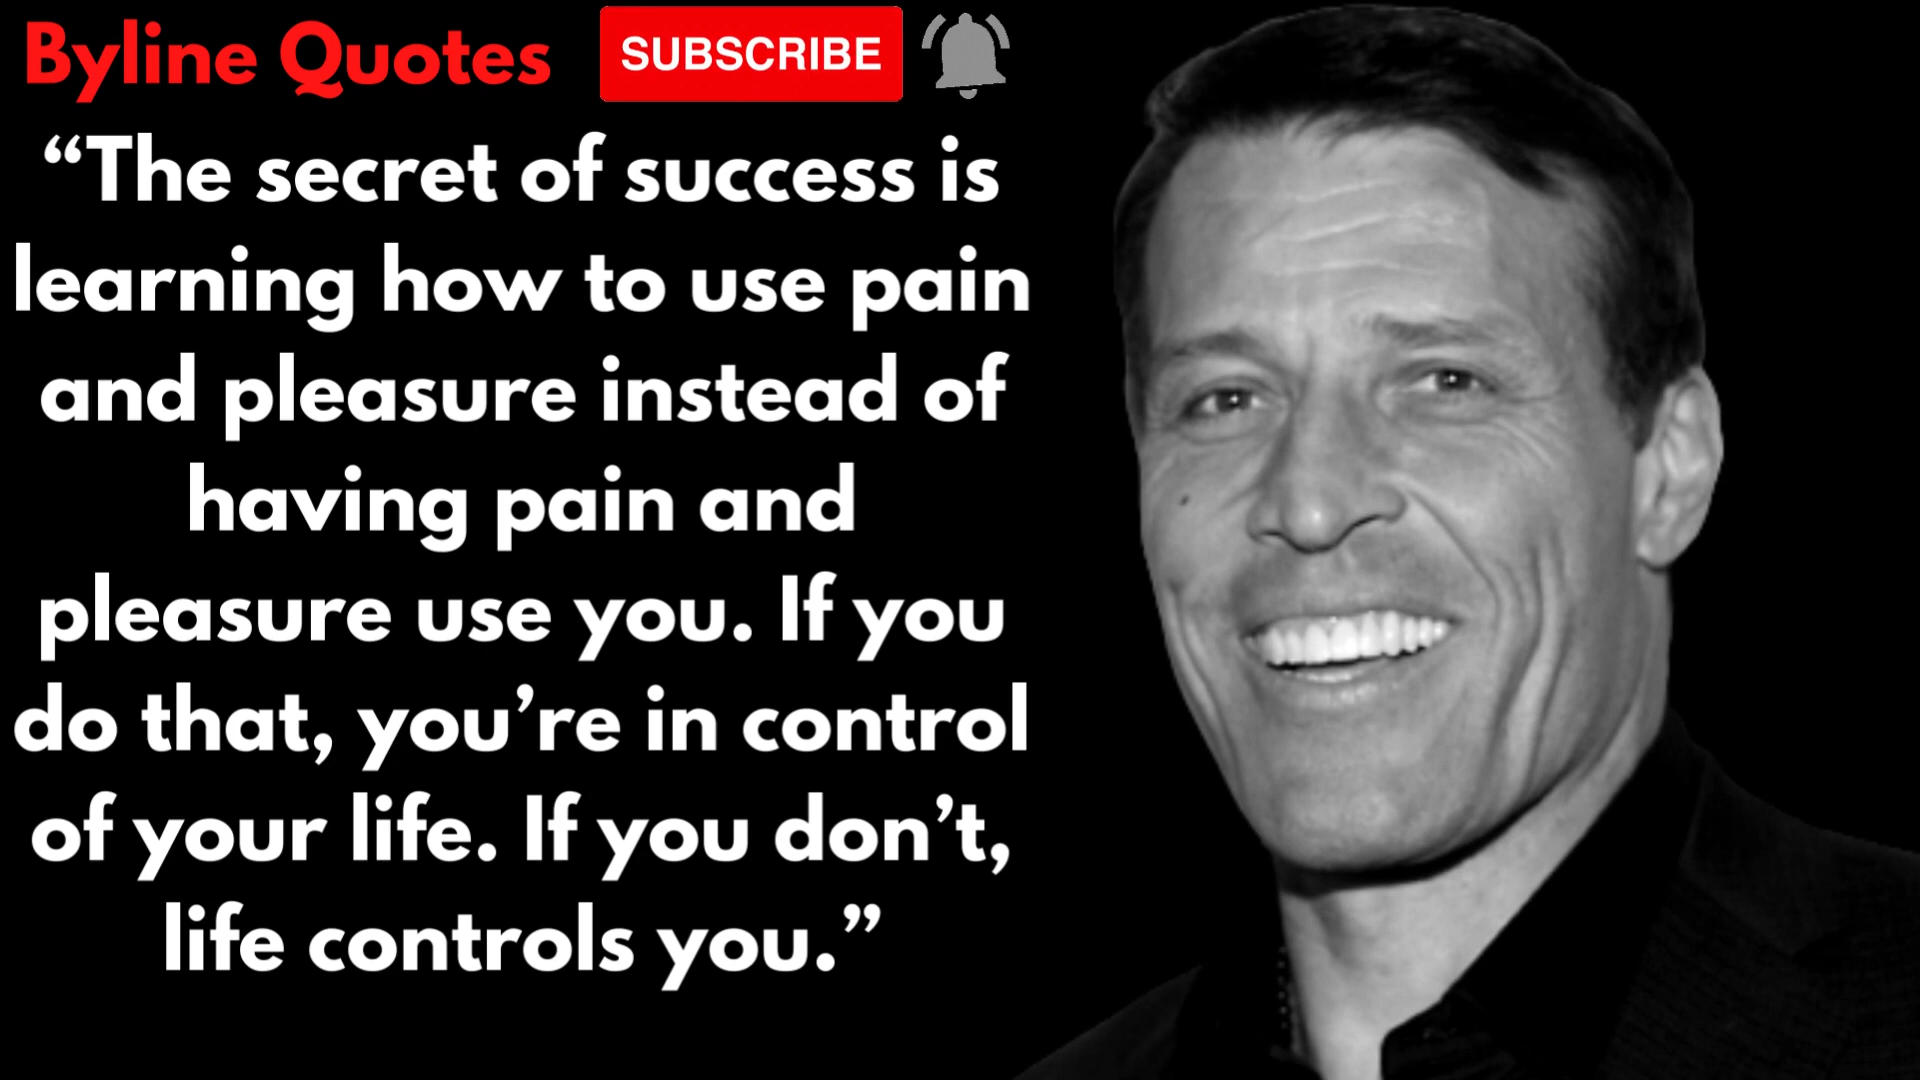 Byline Quotes
SUBSCRIBE
“The secret of success is
learning how to use pain
and pleasure instead of
having pain and
pleasure use you. If you
do that, you’re in control
of your life. If you don’t,
life controls you.”